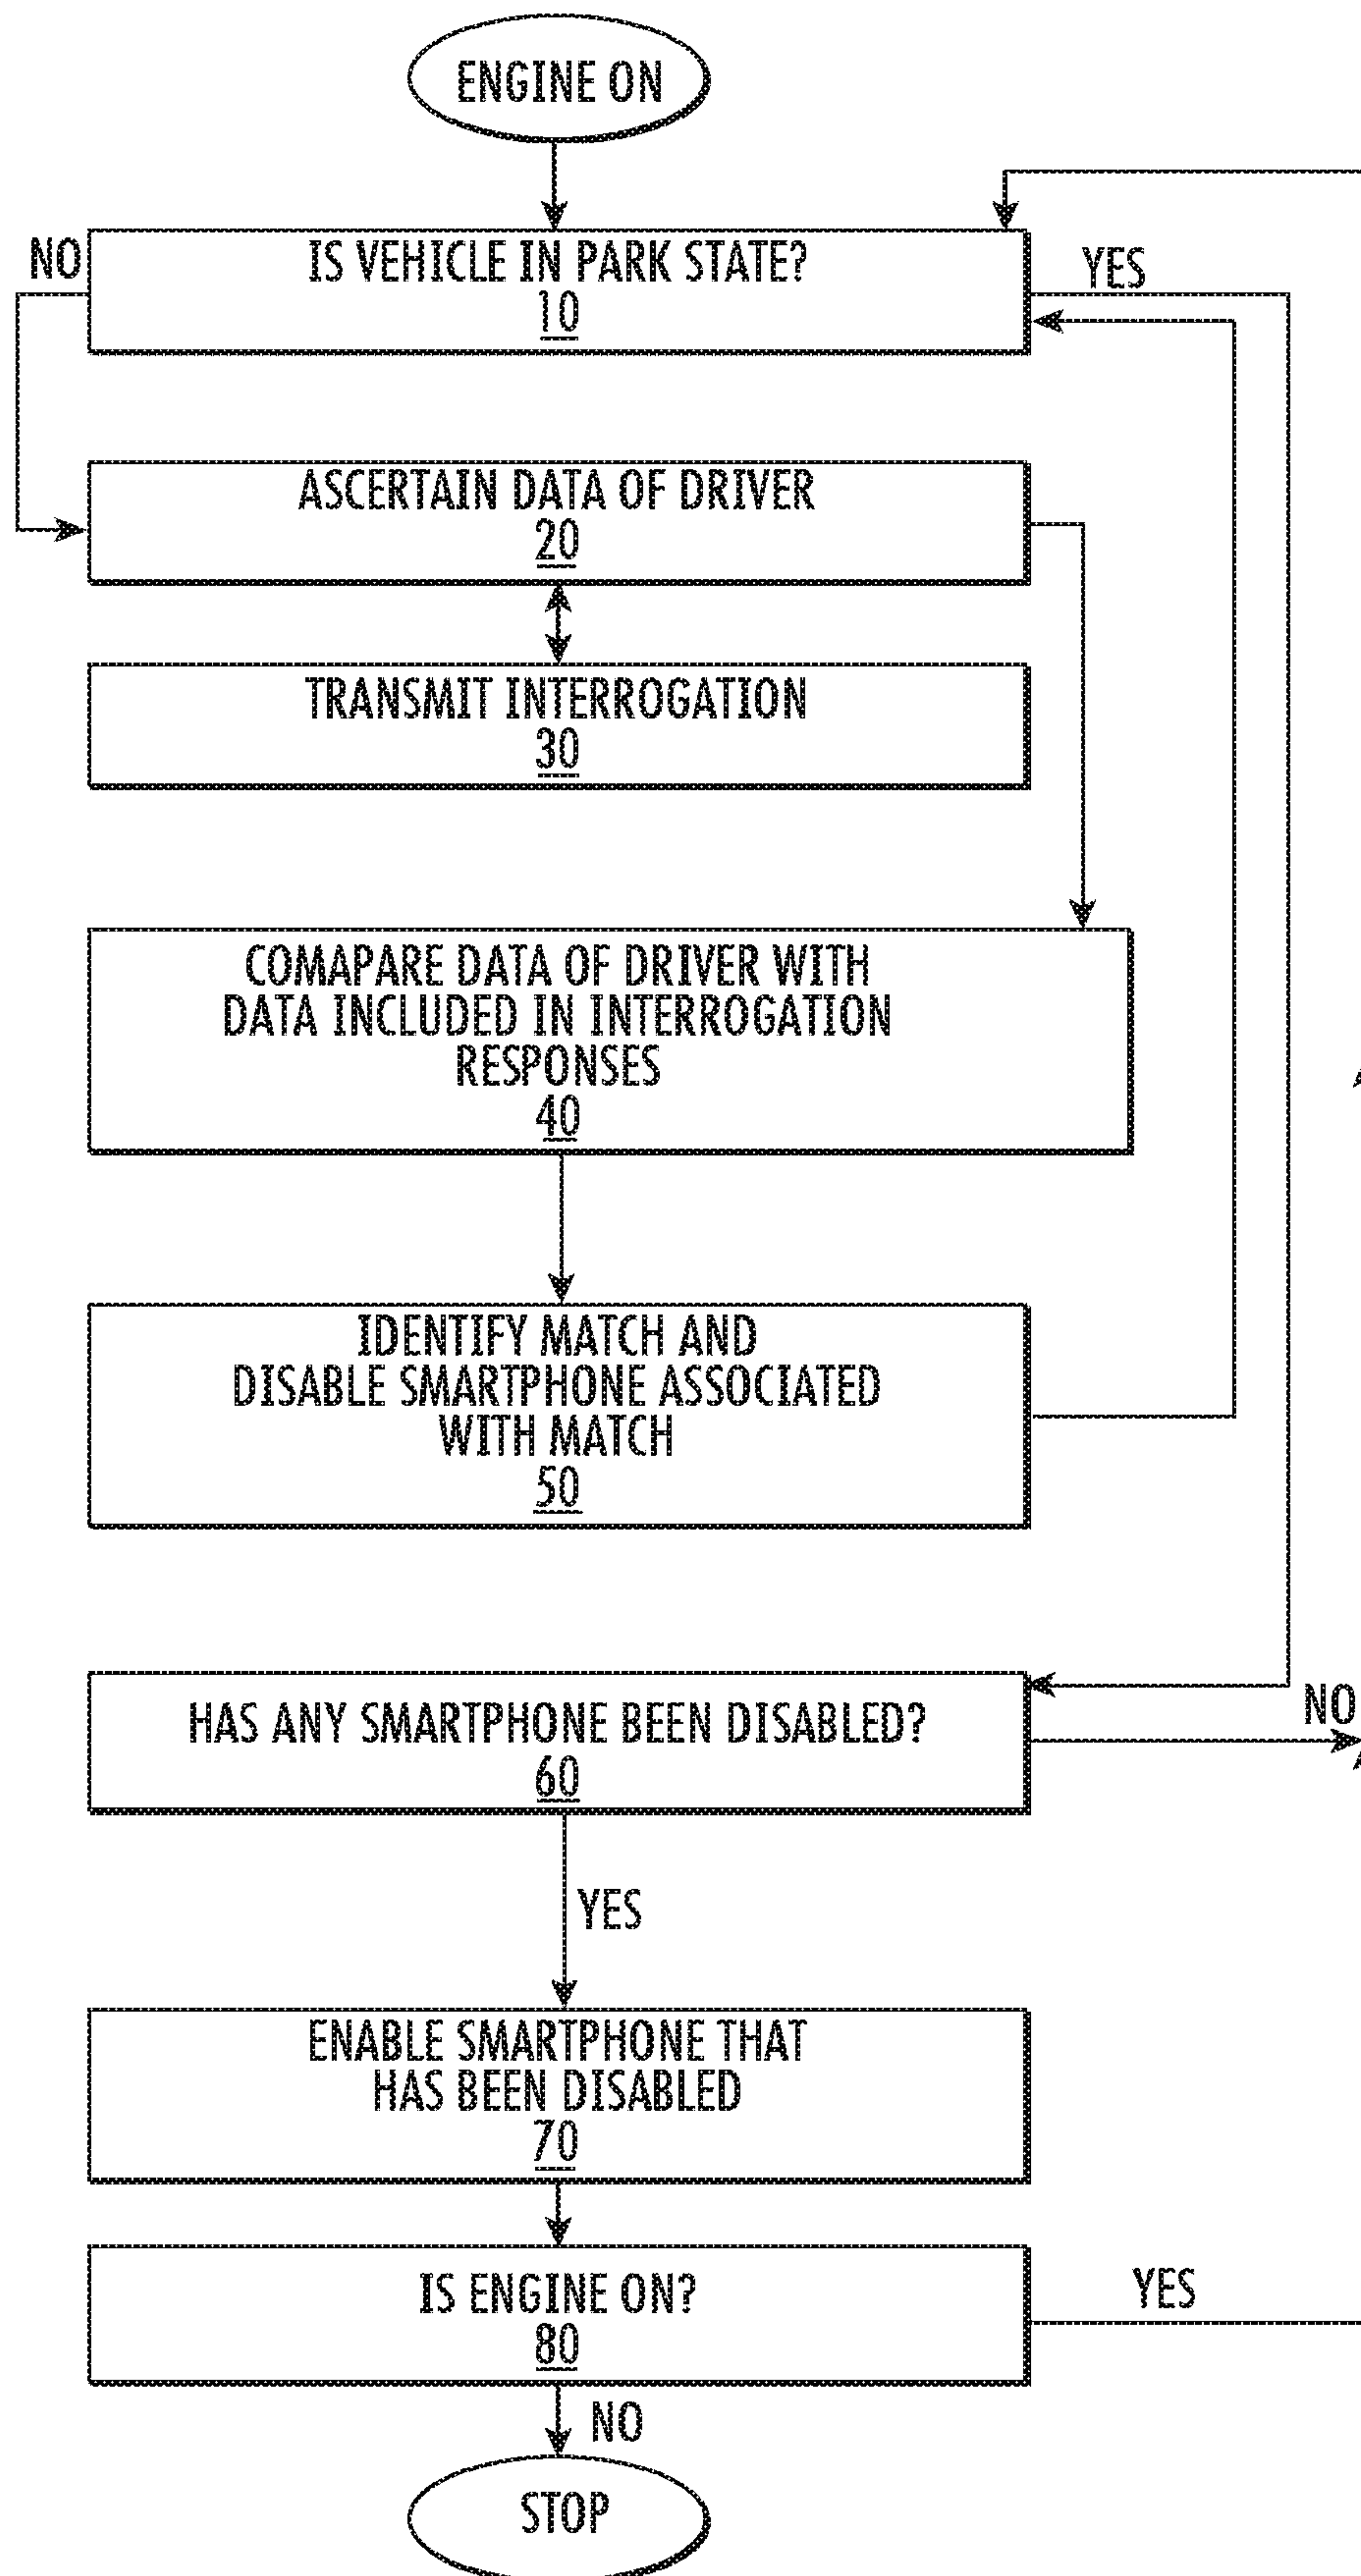 ENGINE ON
NO
IS VEHICLE IN PARK STATE?
YES
10
ASCERTAIN DATA OF DRIVER
20
TRANSMIT INTERROGATION
30
COMAPARE DATA OF DRIVER WITH
DATA INCLUDED IN INTERROGATION
RESPONSES
40
IDENTIFY MATCH AND
DISABLE SMARTPHONE ASSOCIATED
WITH MATCH
50
HAS ANY SMARTPHONE BEEN DISABLED?
NO
60
YES
ENABLE SMARTPHONE THAT
HAS BEEN DISABLED
70
IS ENGINE ON?
YES
80
NO
STOP